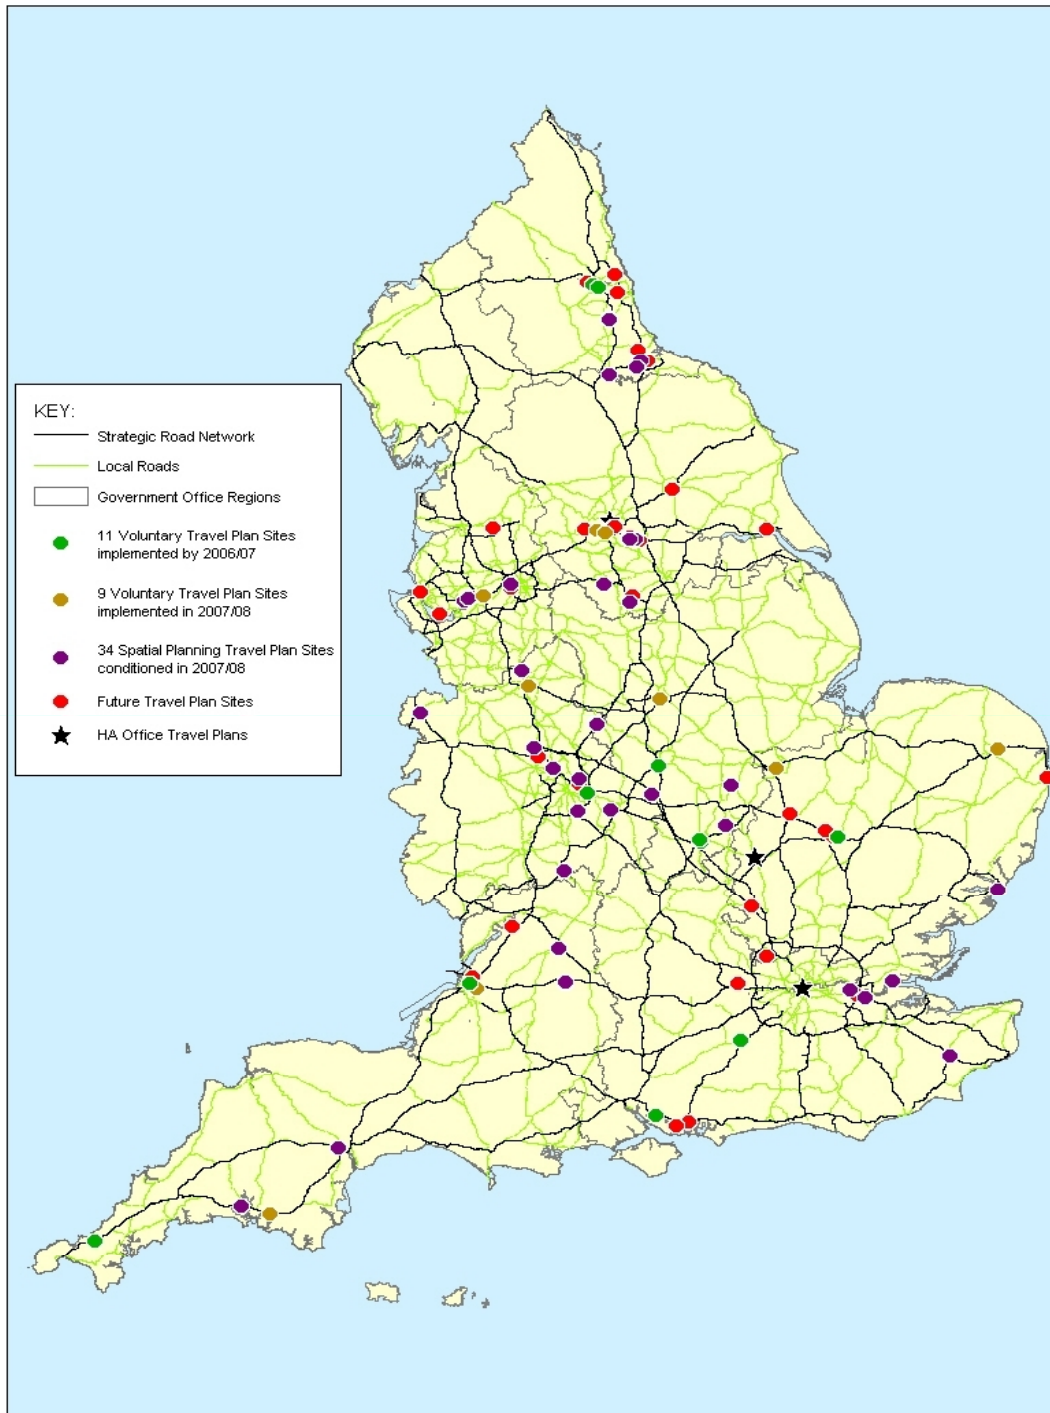 KEY:
Strategic Road Network
Local Roads
Government Office Regions
11 Voluntary Travel Plan Sites
implemented by 2006/07
9 Voluntary Travel Plan Sites
implemented in 2007/08
34 Spatial Planning Travel Plan Sites
conditioned in 2007/08
Future Travel Plan Sites
HA Office Travel Plans